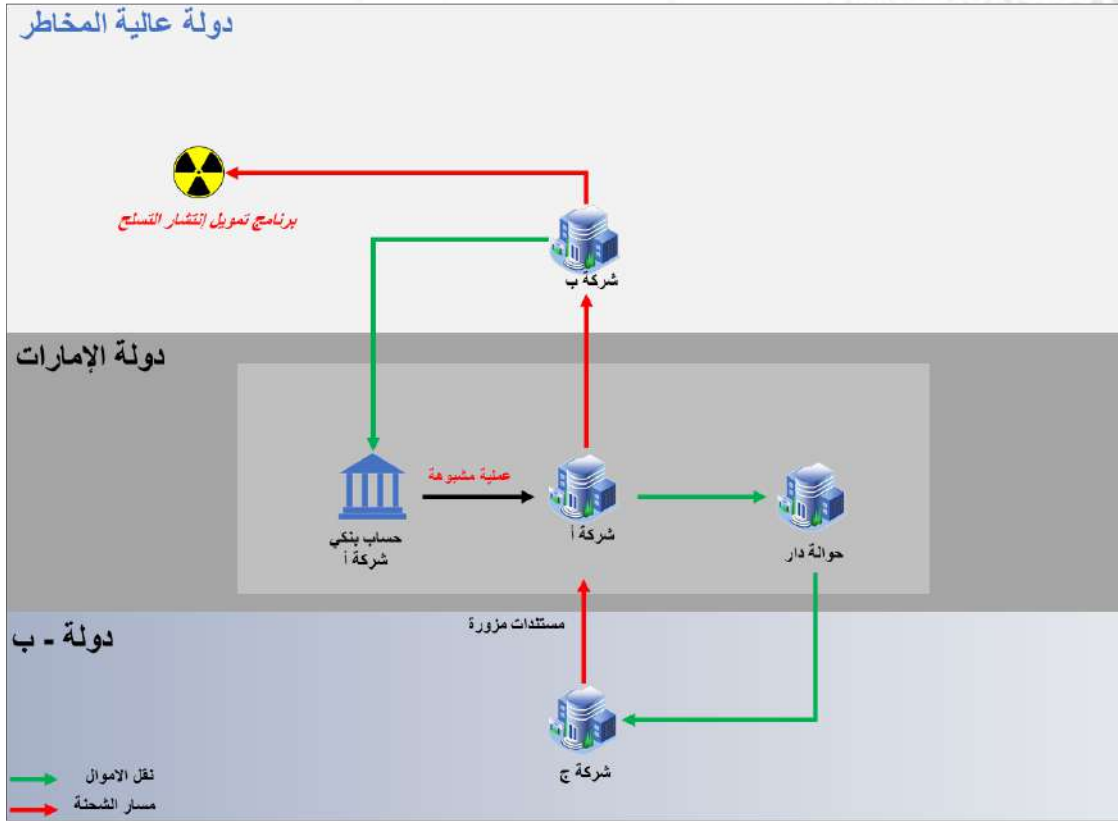 دولة عالية المخاطر
برنامج تمويل إنتشار التسلح
شركة ب
دولة الإمارات
عملية مشبوهة
حساب بنكي
شركة أ
شركة أ
حوالة دار
دولة - ب
مستندات مزورة
شركة ج
نقل الاموال
مسار الشحنة